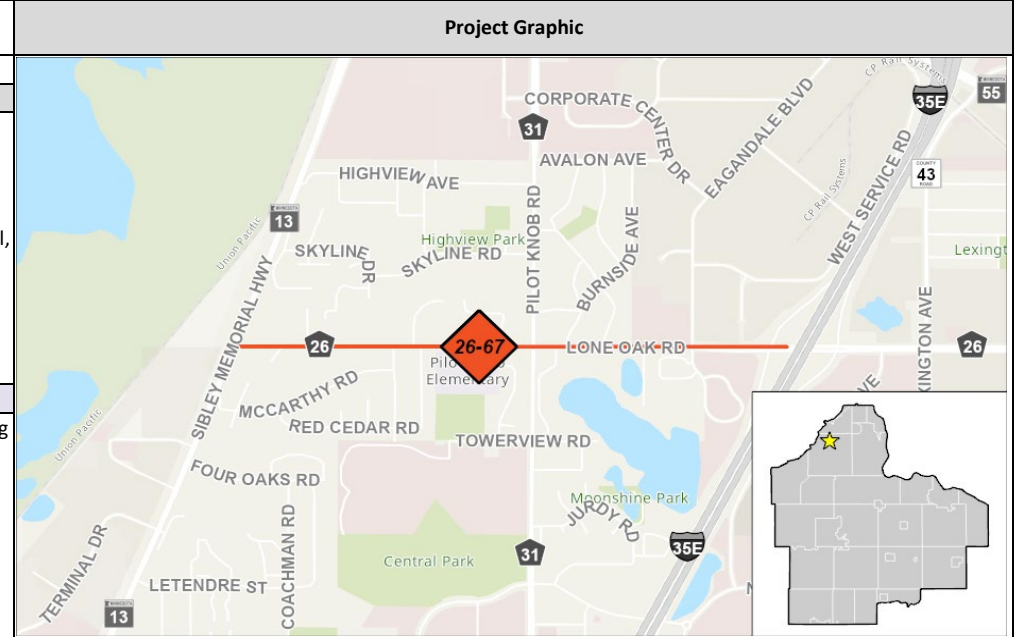 Project Graphic
CP Rail Systems
55
35E
CORPORATE CENTER DR
31
EAGANDALE BLVD
AVALON AVE
HIGHVIEW AVE
COUNTY
43
ROAD
CP Rail Systems
WEST SERVICE RD
PILOT KNOB RD
BURNSIDE AVE
MINNESOTA
13
Union Pacific
Highview Park
SKYLINE DR
SKYLINE RD
Lexingt
l,
SIBLEY MEMORIAL HWY
26
26-67
LONE OAK RD
26
Elementary
MCCARTHY RD
RED CEDAR RD
TOWERVIEW RD
g
Union Pacific
FOUR OAKS RD
Moonshine Park
JURDY RD
COACHMAN RD
31
35E
Central Park
TERMINAL DR
LETENDRE ST
MINNESOTA
13